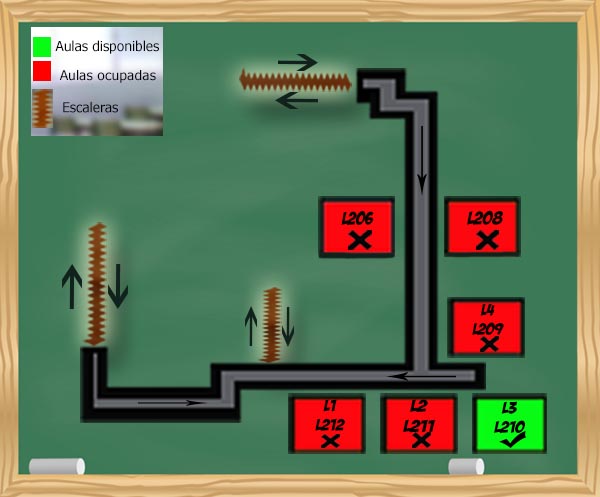 Aulas disponibles
Aulas ocupadas
Escaleras
L206
L208
L4
L209
L1
L212
L2
L211
L3
L210